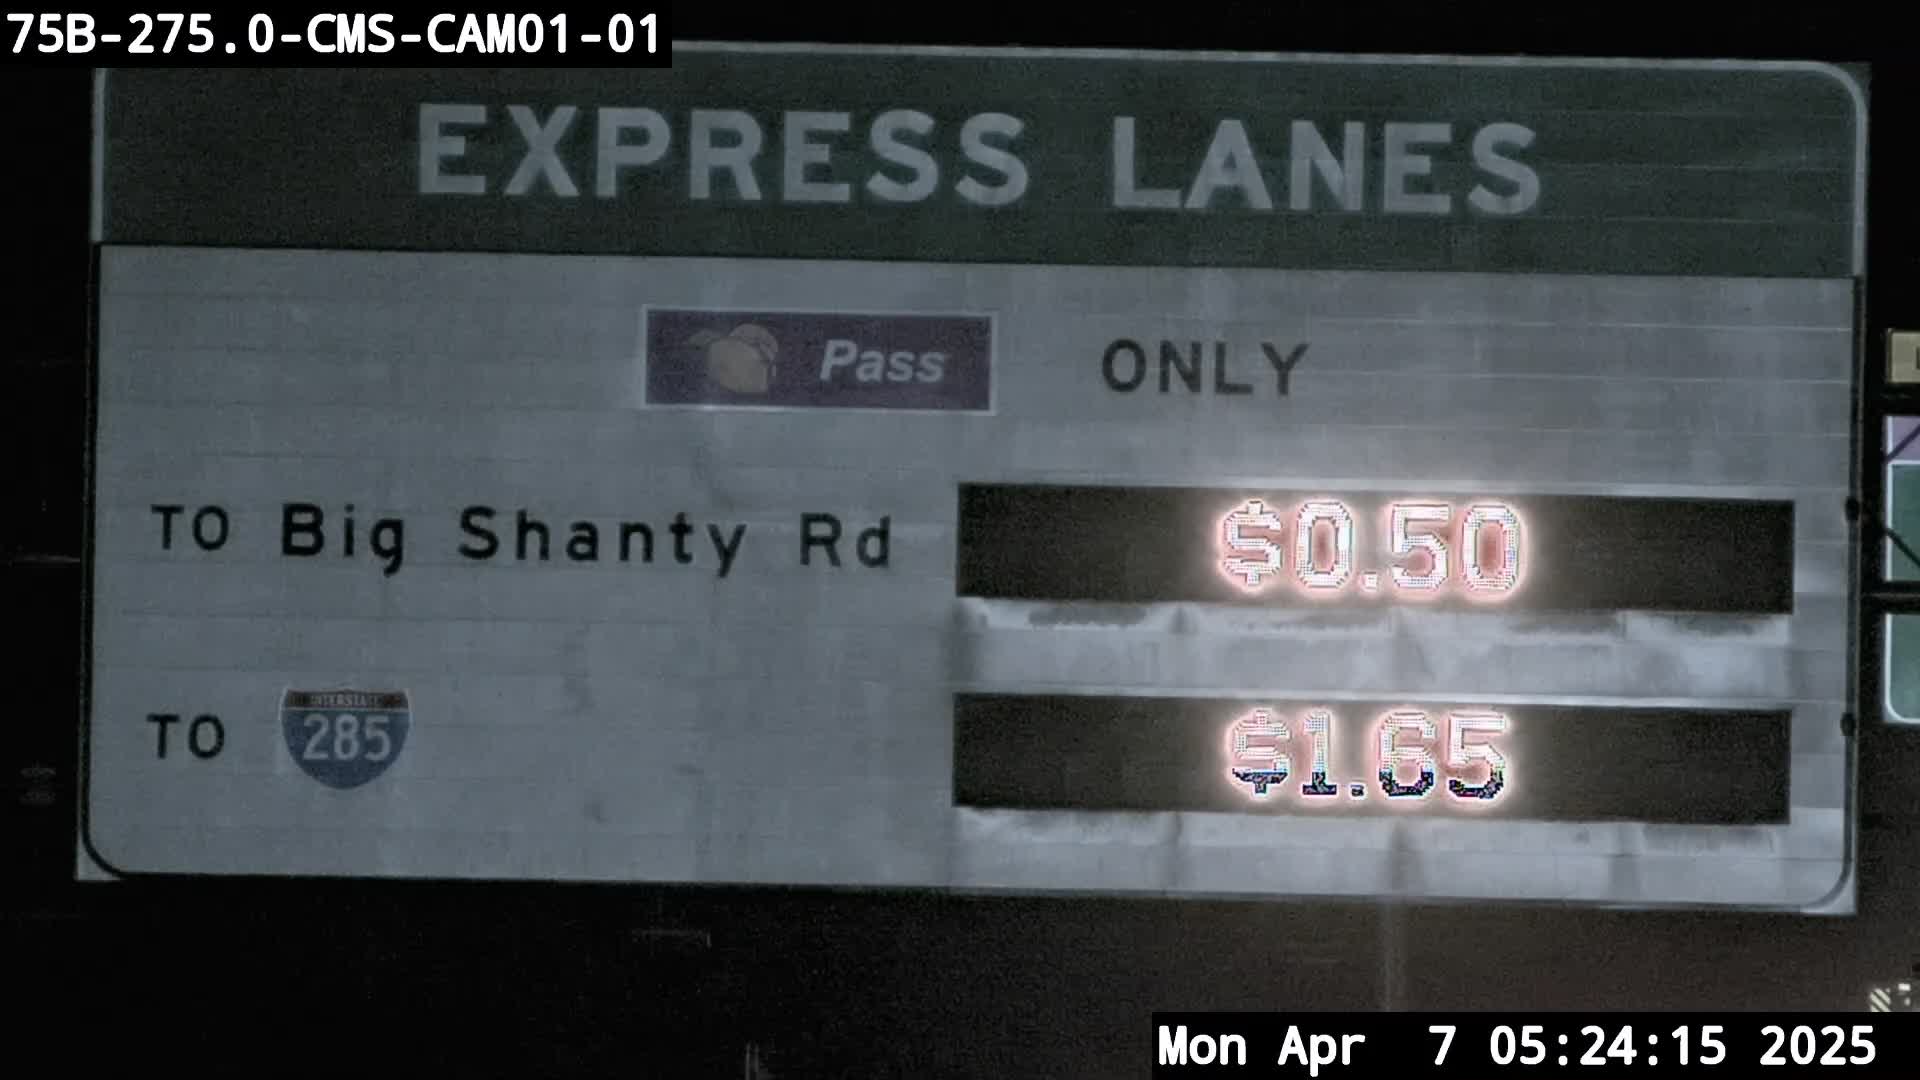 75B-275.0-CMS-CAM01-01
EXPRESS LANES
Pass ONLY
TO Big Shanty Rd $0.50
INTERSTATE
TO 285 $1.65
Mon Apr 7 05:24:15 2025